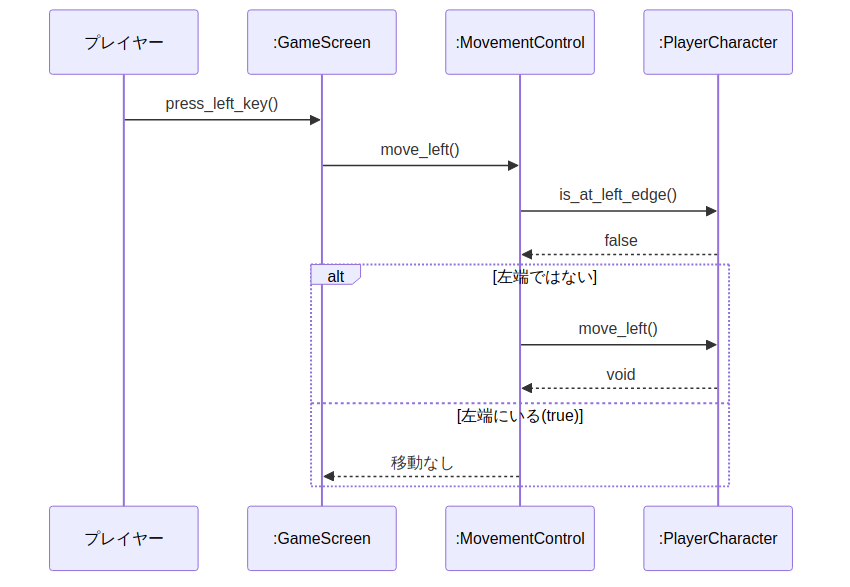 プレイヤー
:GameScreen
:MovementControl
:PlayerCharacter
press_left_key()
move_left()
is_at_left_edge()
false
alt
[左端ではない]
move_left()
void
[左端にいる(true)]
移動なし
プレイヤー
:GameScreen
:MovementControl
:PlayerCharacter